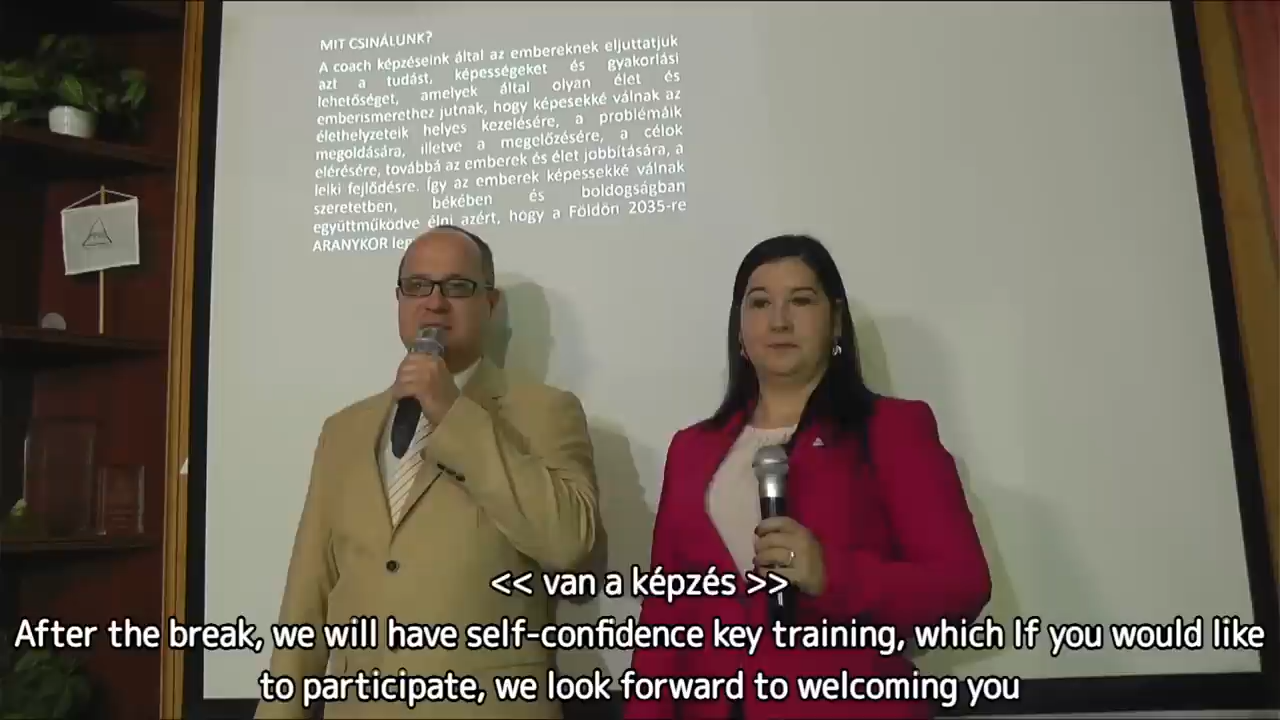 MIT CSINÁLUNK?
A coach képzéseink által az embereknek eljuttatjuk
azt a tudást, képességeket és gyakorlási
lehetőséget, amelyek által olyan élet és
emberismerethez jutnak, hogy képesekké válnak az
élethelyzeteik helyes kezelésére, a problémáik
megoldására, illetve a megelőzésére, a célok
elérésére, továbbá az emberek és élet jobbítására, a
lelki fejlődésre. Így az emberek képessekké válnak
szeretetben, békében és boldogságban
együttműködve élni azért, hogy a Földön 2035-re
ARANYKOR
<< van a képzés >>
After the break, we will have self-confidence key training, which If you would like
to participate, we look forward to welcoming you